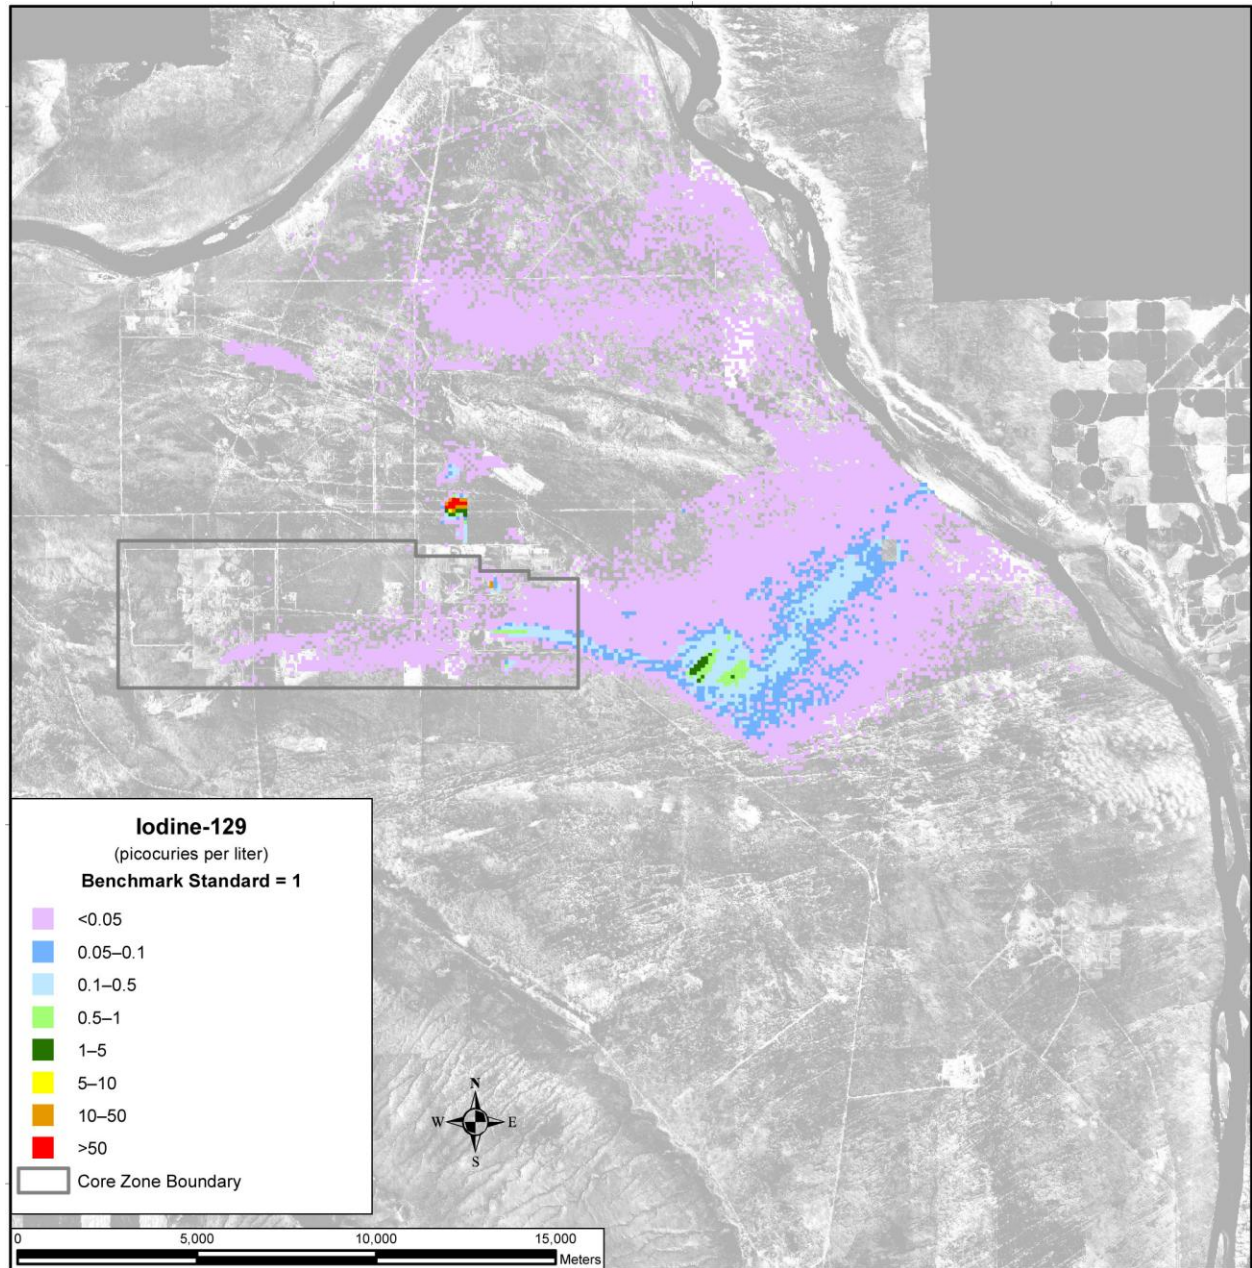 Iodine-129
(picocuries per liter)
Benchmark Standard = 1
<0.05
0.05–0.1
0.1–0.5
0.5–1
1–5
5–10
10–50
>50
Core Zone Boundary
N
W E
S
0 5,000 10,000 15,000
Meters